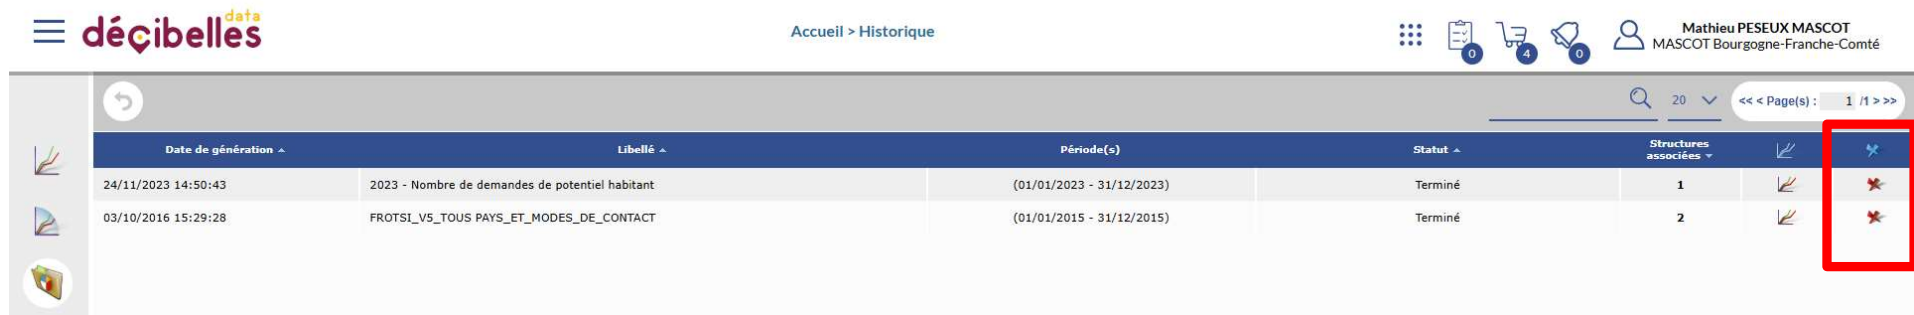 data
décibelles
Accueil > Historique
0
4
0
Mathieu PESEUX MASCOT
MASCOT Bourgogne-Franche-Comté
20
<< < Page(s) : 1 /1 > >>
Date de génération
Libellé
Période(s)
Statut
Structures
associées
24/11/2023 14:50:43 2023 - Nombre de demandes de potentiel habitant (01/01/2023 - 31/12/2023) Terminé 1
03/10/2016 15:29:28 FROTSI_V5_TOUS PAYS_ET_MODES_DE_CONTACT (01/01/2015 - 31/12/2015) Terminé 2